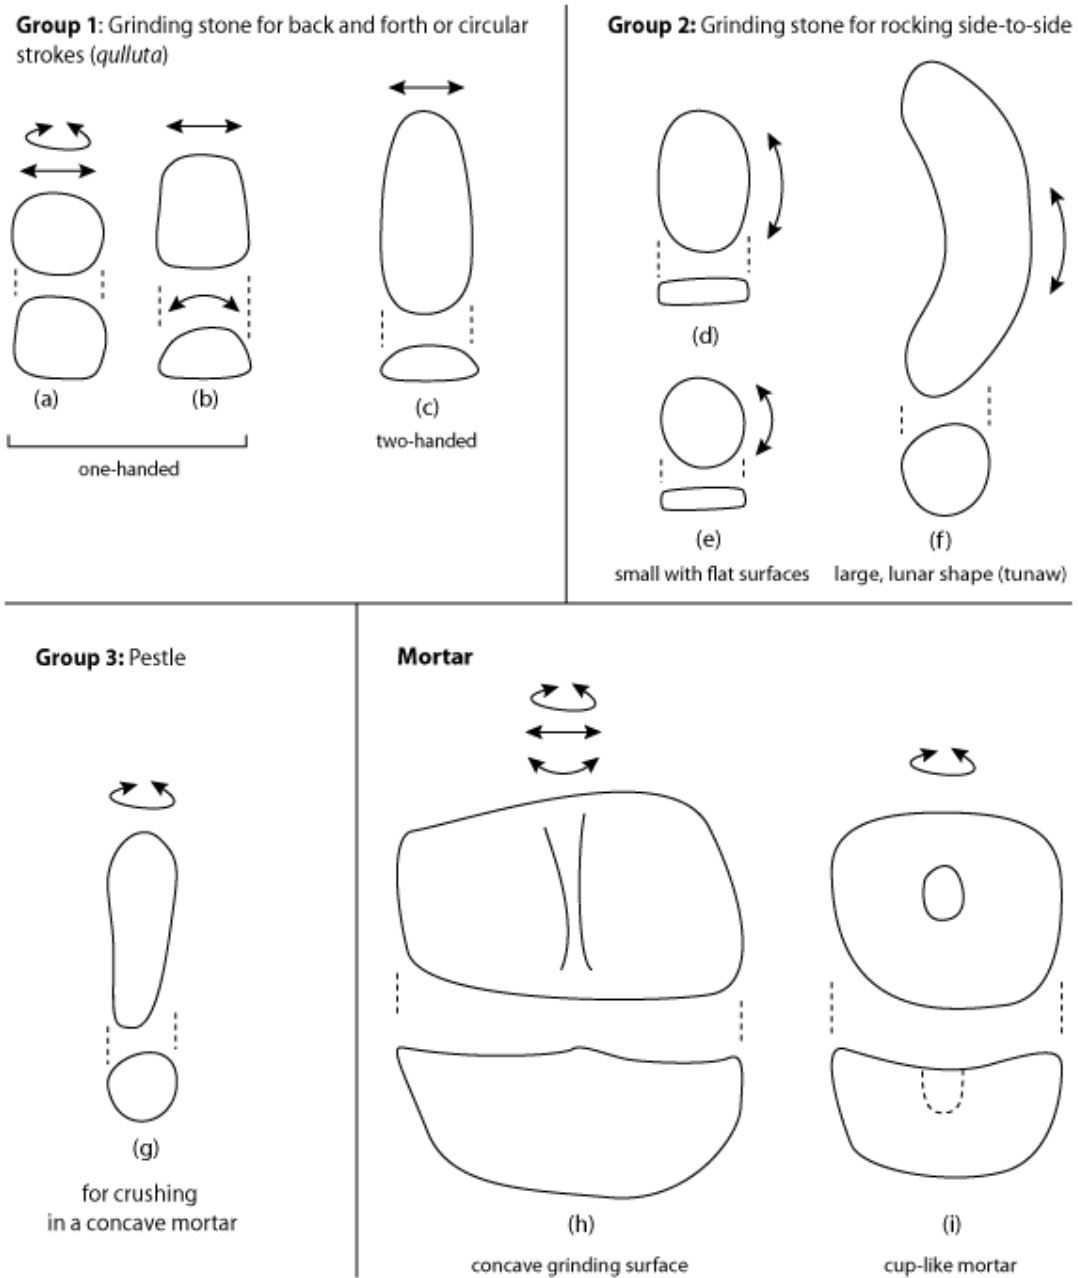 Group 1: Grinding stone for back and forth or circular
strokes (qulluta)
(a)
(b)
one-handed
(c)
two-handed
Group 2: Grinding stone for rocking side-to-side
(d)
(e)
small with flat surfaces
(f)
large, lunar shape (tunaw)
Group 3: Pestle
(g)
for crushing
in a concave mortar
Mortar
(h)
concave grinding surface
(i)
cup-like mortar